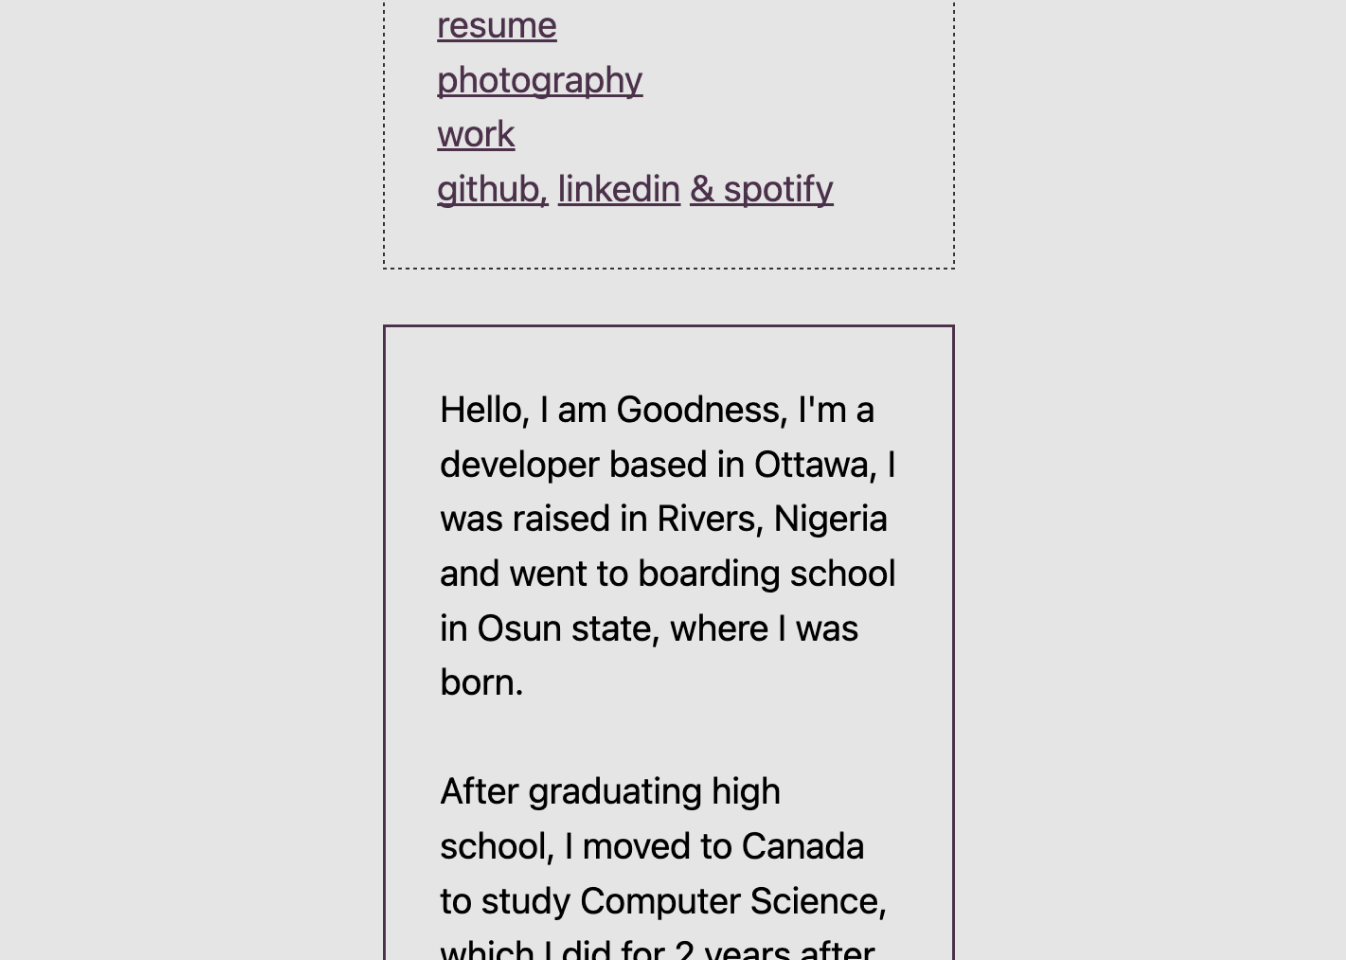 resume
photography
work
github, linkedin & spotify
Hello, I am Goodness, I'm a
developer based in Ottawa, I
was raised in Rivers, Nigeria
and went to boarding school
in Osun state, where I was
born.
After graduating high
school, I moved to Canada
to study Computer Science,
which I did for 2 years after